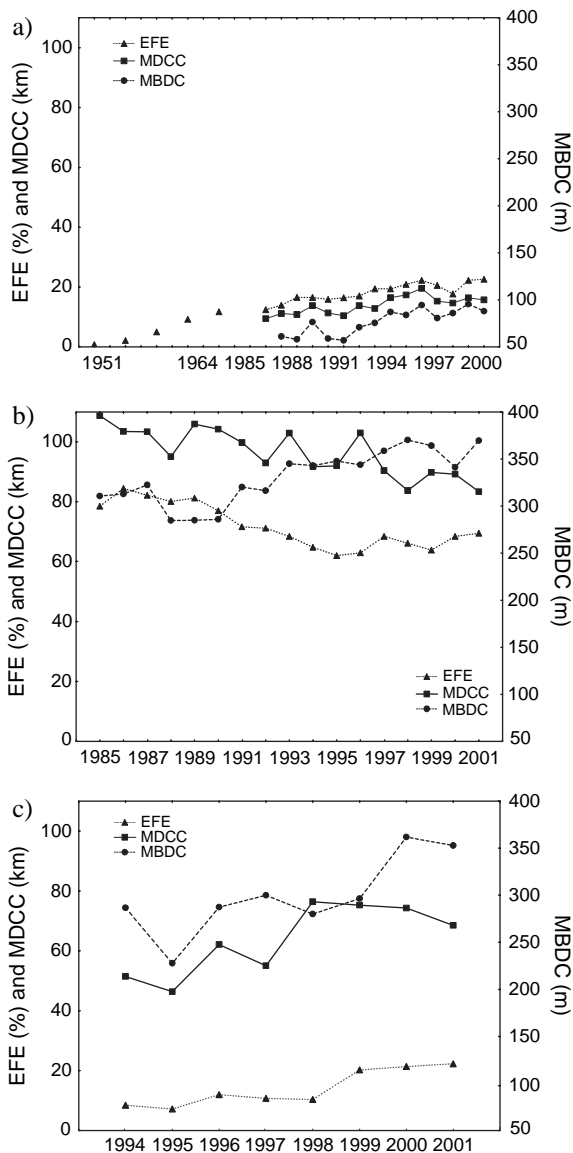 a)
EFE (%) and MDCC (km)
100
80
60
40
20
0
EFE
MDCC
MBDC
400
350
300
250
200
150
100
50
MBDC (m)
1951 1964 1985 1988 1991 1994 1997 2000
b)
EFE (%) and MDCC (km)
100
80
60
40
20
0
400
350
300
250
200
150
100
50
MBDC (m)
EFE
MDCC
MBDC
1985 1987 1989 1991 1993 1995 1997 1999 2001
c)
EFE (%) and MDCC (km)
100
80
60
40
20
0
EFE
MDCC
MBDC
400
350
300
250
200
150
100
50
MBDC (m)
1994 1995 1996 1997 1998 1999 2000 2001